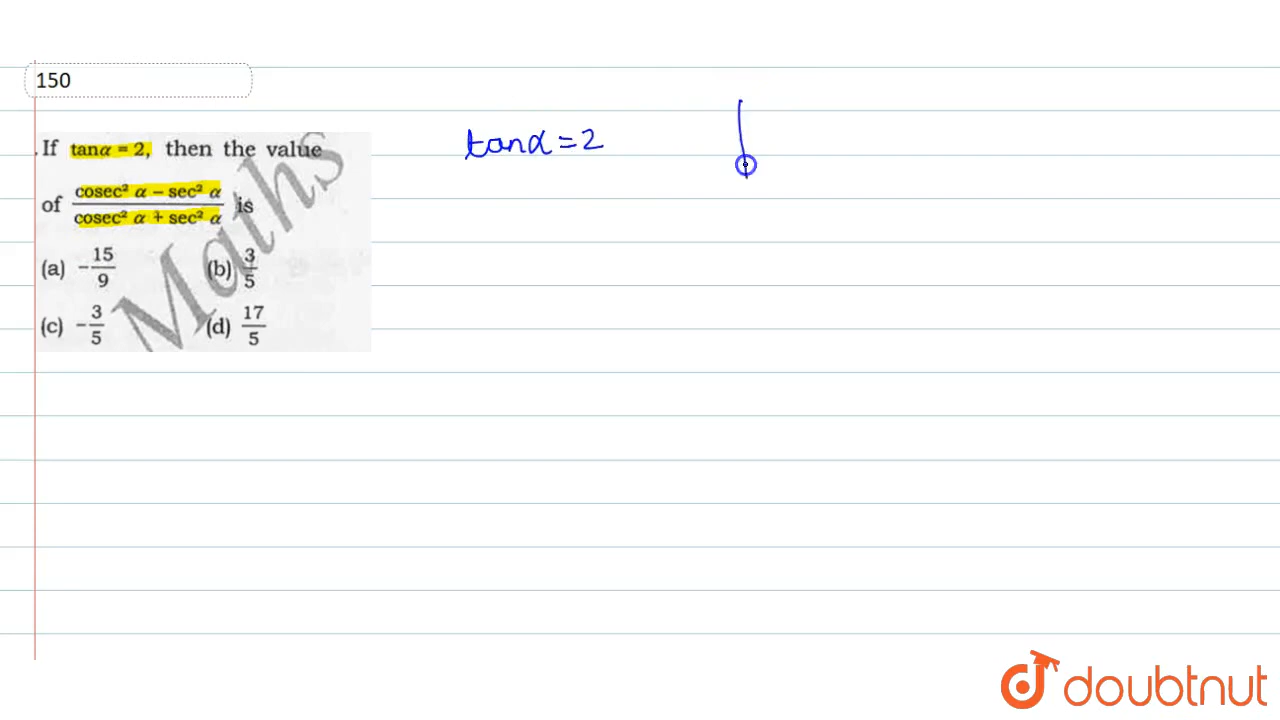 150
.If tanα = 2, then the value
tanα = 2
of cosec² α − sec² α / cosec² α + sec² α is
(a) −15/9 (b) 3/5
(c) −3/5 (d) 17/5
Maths
doubtnut